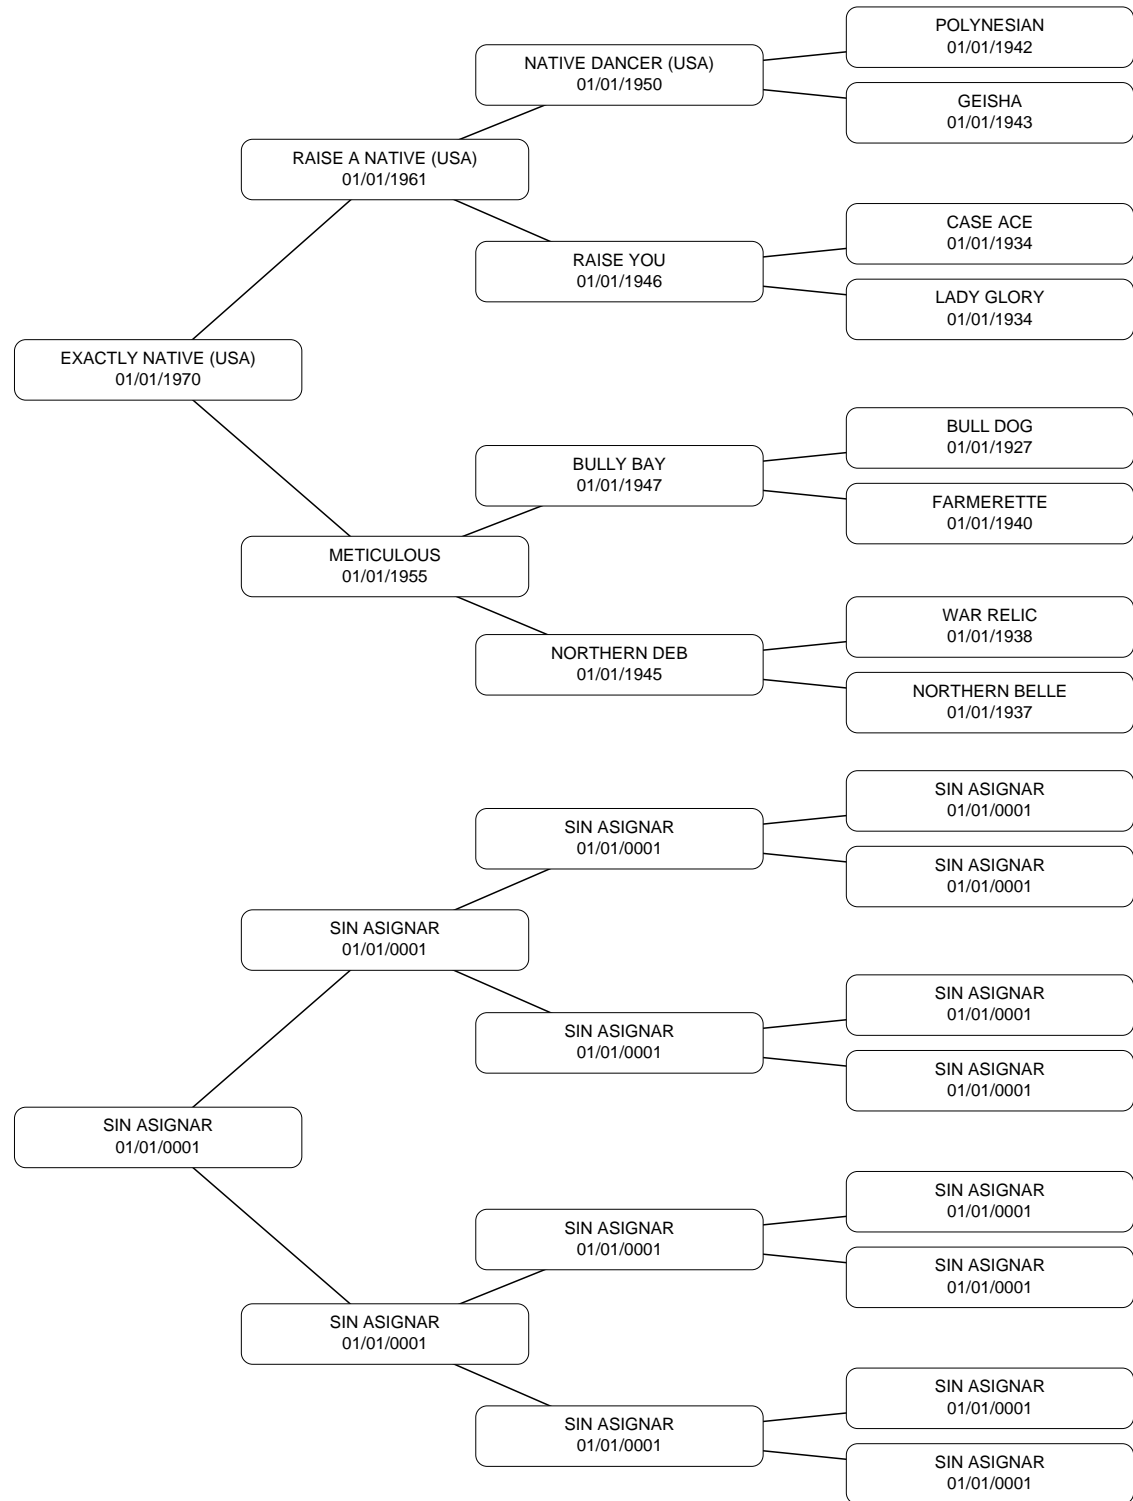 POLYNESIAN
01/01/1942
NATIVE DANCER (USA)
01/01/1950
GEISHA
01/01/1943
RAISE A NATIVE (USA)
01/01/1961
CASE ACE
01/01/1934
RAISE YOU
01/01/1946
LADY GLORY
01/01/1934
EXACTLY NATIVE (USA)
01/01/1970
BULL DOG
01/01/1927
BULLY BAY
01/01/1947
FARMERETTE
01/01/1940
METICULOUS
01/01/1955
WAR RELIC
01/01/1938
NORTHERN DEB
01/01/1945
NORTHERN BELLE
01/01/1937
SIN ASIGNAR
01/01/0001
SIN ASIGNAR
01/01/0001
SIN ASIGNAR
01/01/0001
SIN ASIGNAR
01/01/0001
SIN ASIGNAR
01/01/0001
SIN ASIGNAR
01/01/0001
SIN ASIGNAR
01/01/0001
SIN ASIGNAR
01/01/0001
SIN ASIGNAR
01/01/0001
SIN ASIGNAR
01/01/0001
SIN ASIGNAR
01/01/0001
SIN ASIGNAR
01/01/0001
SIN ASIGNAR
01/01/0001
SIN ASIGNAR
01/01/0001
SIN ASIGNAR
01/01/0001